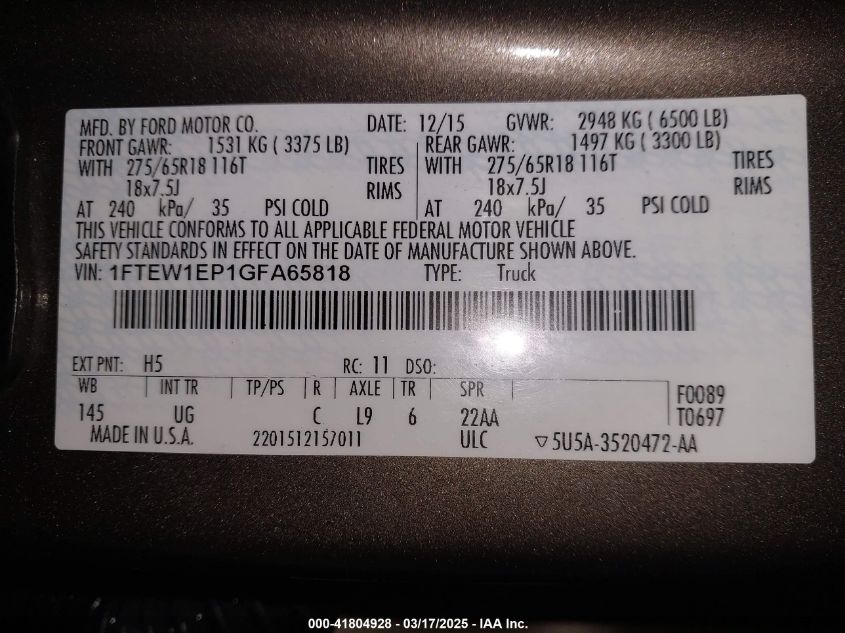 MFD. BY FORD MOTOR CO. DATE: 12/15 GVWR: 2948 KG ( 6500 LB)
FRONT GAWR: 1531 KG ( 3375 LB) REAR GAWR: 1497 KG ( 3300 LB)
WITH 275/65R18 116T TIRES WITH 275/65R18 116T TIRES
18x7.5J RIMS 18x7.5J RIMS
AT 240 kPa/ 35 PSI COLD AT 240 kPa/ 35 PSI COLD
THIS VEHICLE CONFORMS TO ALL APPLICABLE FEDERAL MOTOR VEHICLE
SAFETY STANDARDS IN EFFECT ON THE DATE OF MANUFACTURE SHOWN ABOVE.
VIN: 1FTEW1EP1GFA65818 TYPE: Truck
EXT PNT: H5 RC: 11 DSO:
WB INT TR TP/PS R AXLE TR SPR F0089
145 UG C L9 6 22AA T0697
MADE IN U.S.A. 2201512157011 ULC ▽5U5A-3520472-AA
000-41804928 - 03/17/2025 - IAA Inc.